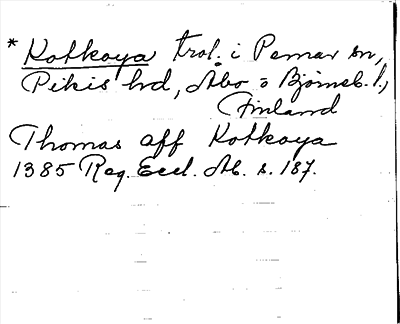 * Kotkoya trol. i Pemar sn,
Pikis hd, Åbo o Björneb. l.,
Finland
Thomas aff Kotkoya
1385 Reg. Eccl. Ab. s. 187.